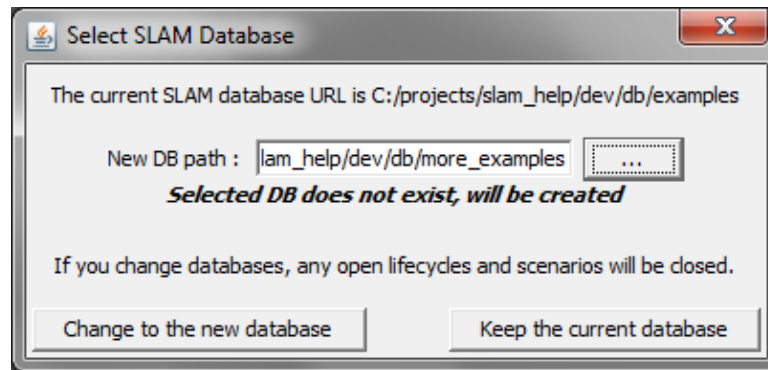 Select SLAM Database
The current SLAM database URL is C:/projects/slam_help/dev/db/examples
New DB path : lam_help/dev/db/more_examples ...
Selected DB does not exist, will be created
If you change databases, any open lifecycles and scenarios will be closed.
Change to the new database Keep the current database